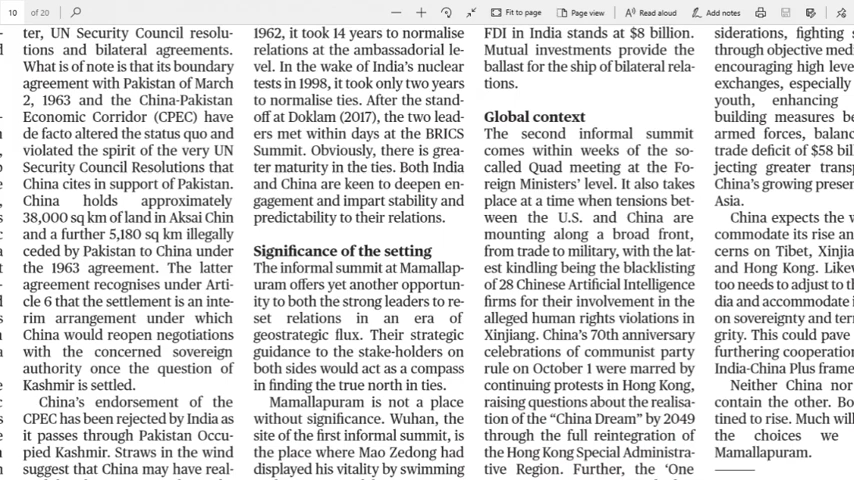 10 of 20
Fit to page
Page view
Read aloud
Add notes
ter, UN Security Council resolu-
tions and bilateral agreements.
What is of note is that its boundary
agreement with Pakistan of March
2, 1963 and the China-Pakistan
Economic Corridor (CPEC) have
de facto altered the status quo and
violated the spirit of the very UN
Security Council Resolutions that
China cites in support of Pakistan.
China holds approximately
38,000 sq km of land in Aksai Chin
and a further 5,180 sq km illegally
ceded by Pakistan to China under
the 1963 agreement. The latter
agreement recognises under Arti-
cle 6 that the settlement is an inte-
rim arrangement under which
China would reopen negotiations
with the concerned sovereign
authority once the question of
Kashmir is settled.
China's endorsement of the
CPEC has been rejected by India as
it passes through Pakistan Occu-
pied Kashmir. Straws in the wind
suggest that China may have real-
1962, it took 14 years to normalise
relations at the ambassadorial le-
vel. In the wake of India's nuclear
tests in 1998, it took only two years
to normalise ties. After the stand-
off at Doklam (2017), the two lead-
ers met within days at the BRICS
Summit. Obviously, there is grea-
ter maturity in the ties. Both India
and China are keen to deepen en-
gagement and impart stability and
predictability to their relations.
Significance of the setting
The informal summit at Mamallap-
uram offers yet another opportun-
ity to both the strong leaders to re-
set relations in an era of
geostrategic flux. Their strategic
guidance to the stake-holders on
both sides would act as a compass
in finding the true north in ties.
Mamallapuram is not a place
without significance. Wuhan, the
site of the first informal summit, is
the place where Mao Zedong had
displayed his vitality by swimming
FDI in India stands at $8 billion.
Mutual investments provide the
ballast for the ship of bilateral rela-
tions.
Global context
The second informal summit
comes within weeks of the so-
called Quad meeting at the Fo-
reign Ministers' level. It also takes
place at a time when tensions bet-
ween the U.S. and China are
mounting along a broad front,
from trade to military, with the lat-
est kindling being the blacklisting
of 28 Chinese Artificial Intelligence
firms for their involvement in the
alleged human rights violations in
Xinjiang. China's 70th anniversary
celebrations of communist party
rule on October 1 were marred by
continuing protests in Hong Kong,
raising questions about the realisa-
tion of the "China Dream" by 2049
through the full reintegration of
the Hong Kong Special Administra-
tive Region. Further, the 'One
siderations, fighting
through objective med
encouraging high leve
exchanges, especially
youth, enhancing
building measures be
armed forces, balanc
trade deficit of $58 bi
jecting greater transp
China's growing presen
Asia.
China expects the w
commodate its rise an
cerns on Tibet, Xinjia
and Hong Kong. Likew
too needs to adjust to th
dia and accommodate i
on sovereignty and terr
grity. This could pave
furthering cooperation
India-China Plus frame
Neither China nor
contain the other. Bo
tined to rise. Much will
the choices we
Mamallapuram.